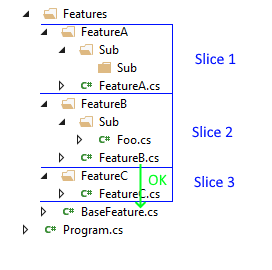 Features
FeatureA
Sub
Sub
C# FeatureA.cs
Slice 1
FeatureB
Sub
C# Foo.cs
C# FeatureB.cs
Slice 2
FeatureC
C# FeatureC.cs
OK
Slice 3
C# BaseFeature.cs
C# Program.cs